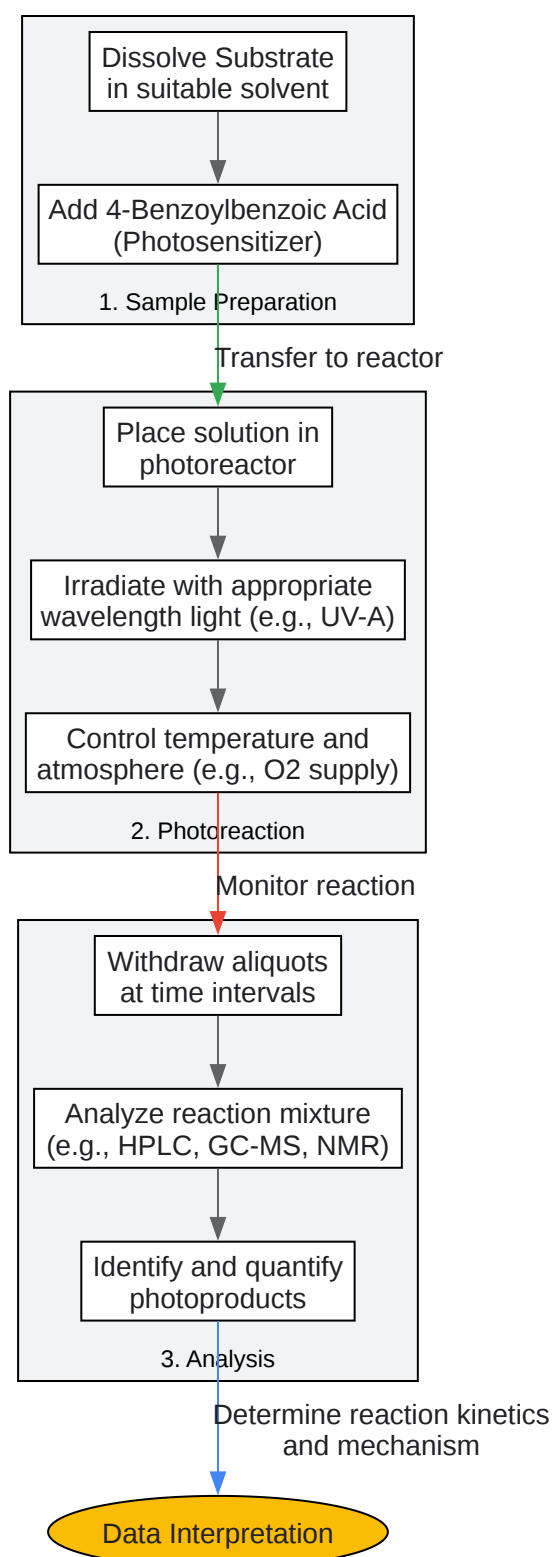 Dissolve Substrate
in suitable solvent
Add 4-Benzoylbenzoic Acid
(Photosensitizer)
1. Sample Preparation
Transfer to reactor
Place solution in
photoreactor
Irradiate with appropriate
wavelength light (e.g., UV-A)
Control temperature and
atmosphere (e.g., O2 supply)
2. Photoreaction
Monitor reaction
Withdraw aliquots
at time intervals
Analyze reaction mixture
(e.g., HPLC, GC-MS, NMR)
Identify and quantify
photoproducts
3. Analysis
Determine reaction kinetics
and mechanism
Data Interpretation